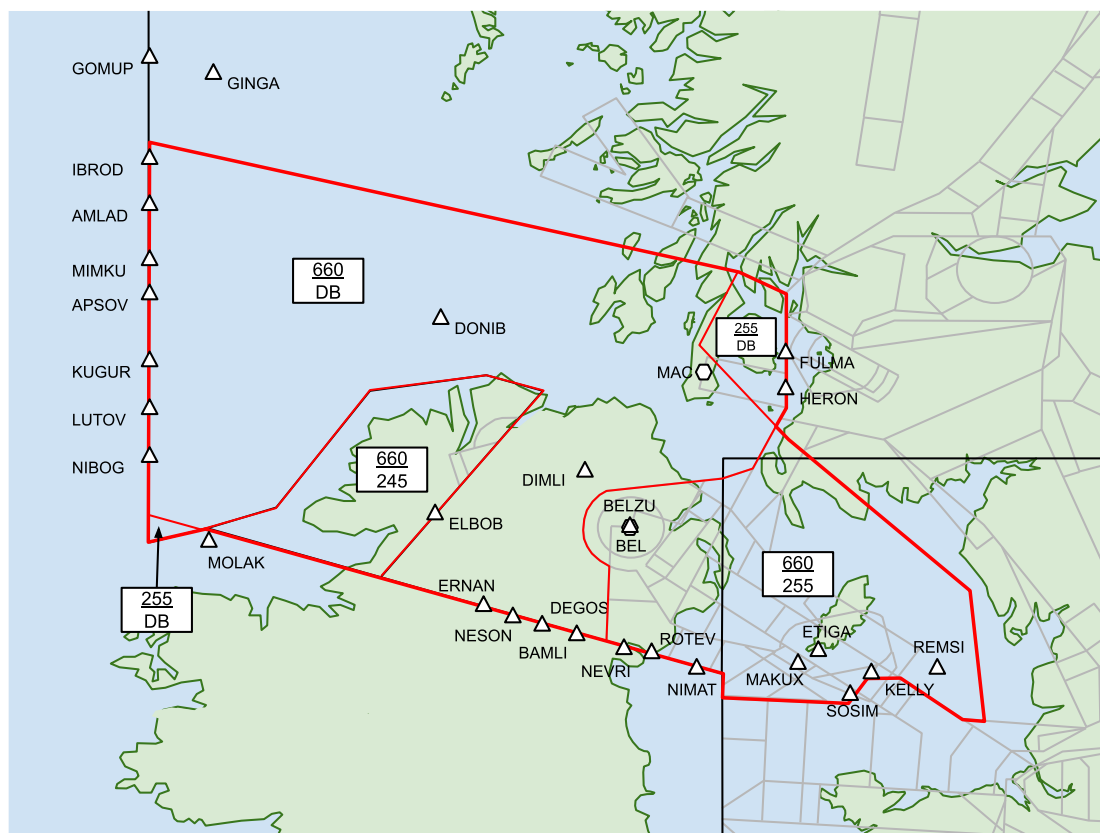 GOMUP
GINGA
IBROD
AMLAD
MIMKU
660
DB
APSOV
DONIB
255
DB
FULMA
MAC
KUGUR
HERON
LUTOV
NIBOG
660
245
DIMLI
BELZU
ELBOB
BEL
MOLAK
660
255
ERNAN
255
DB
DEGOS
NESON
ETIGA
ROTEV
REMSI
BAMLI
NEVRI
MAKUX
NIMAT
KELLY
SOSIM